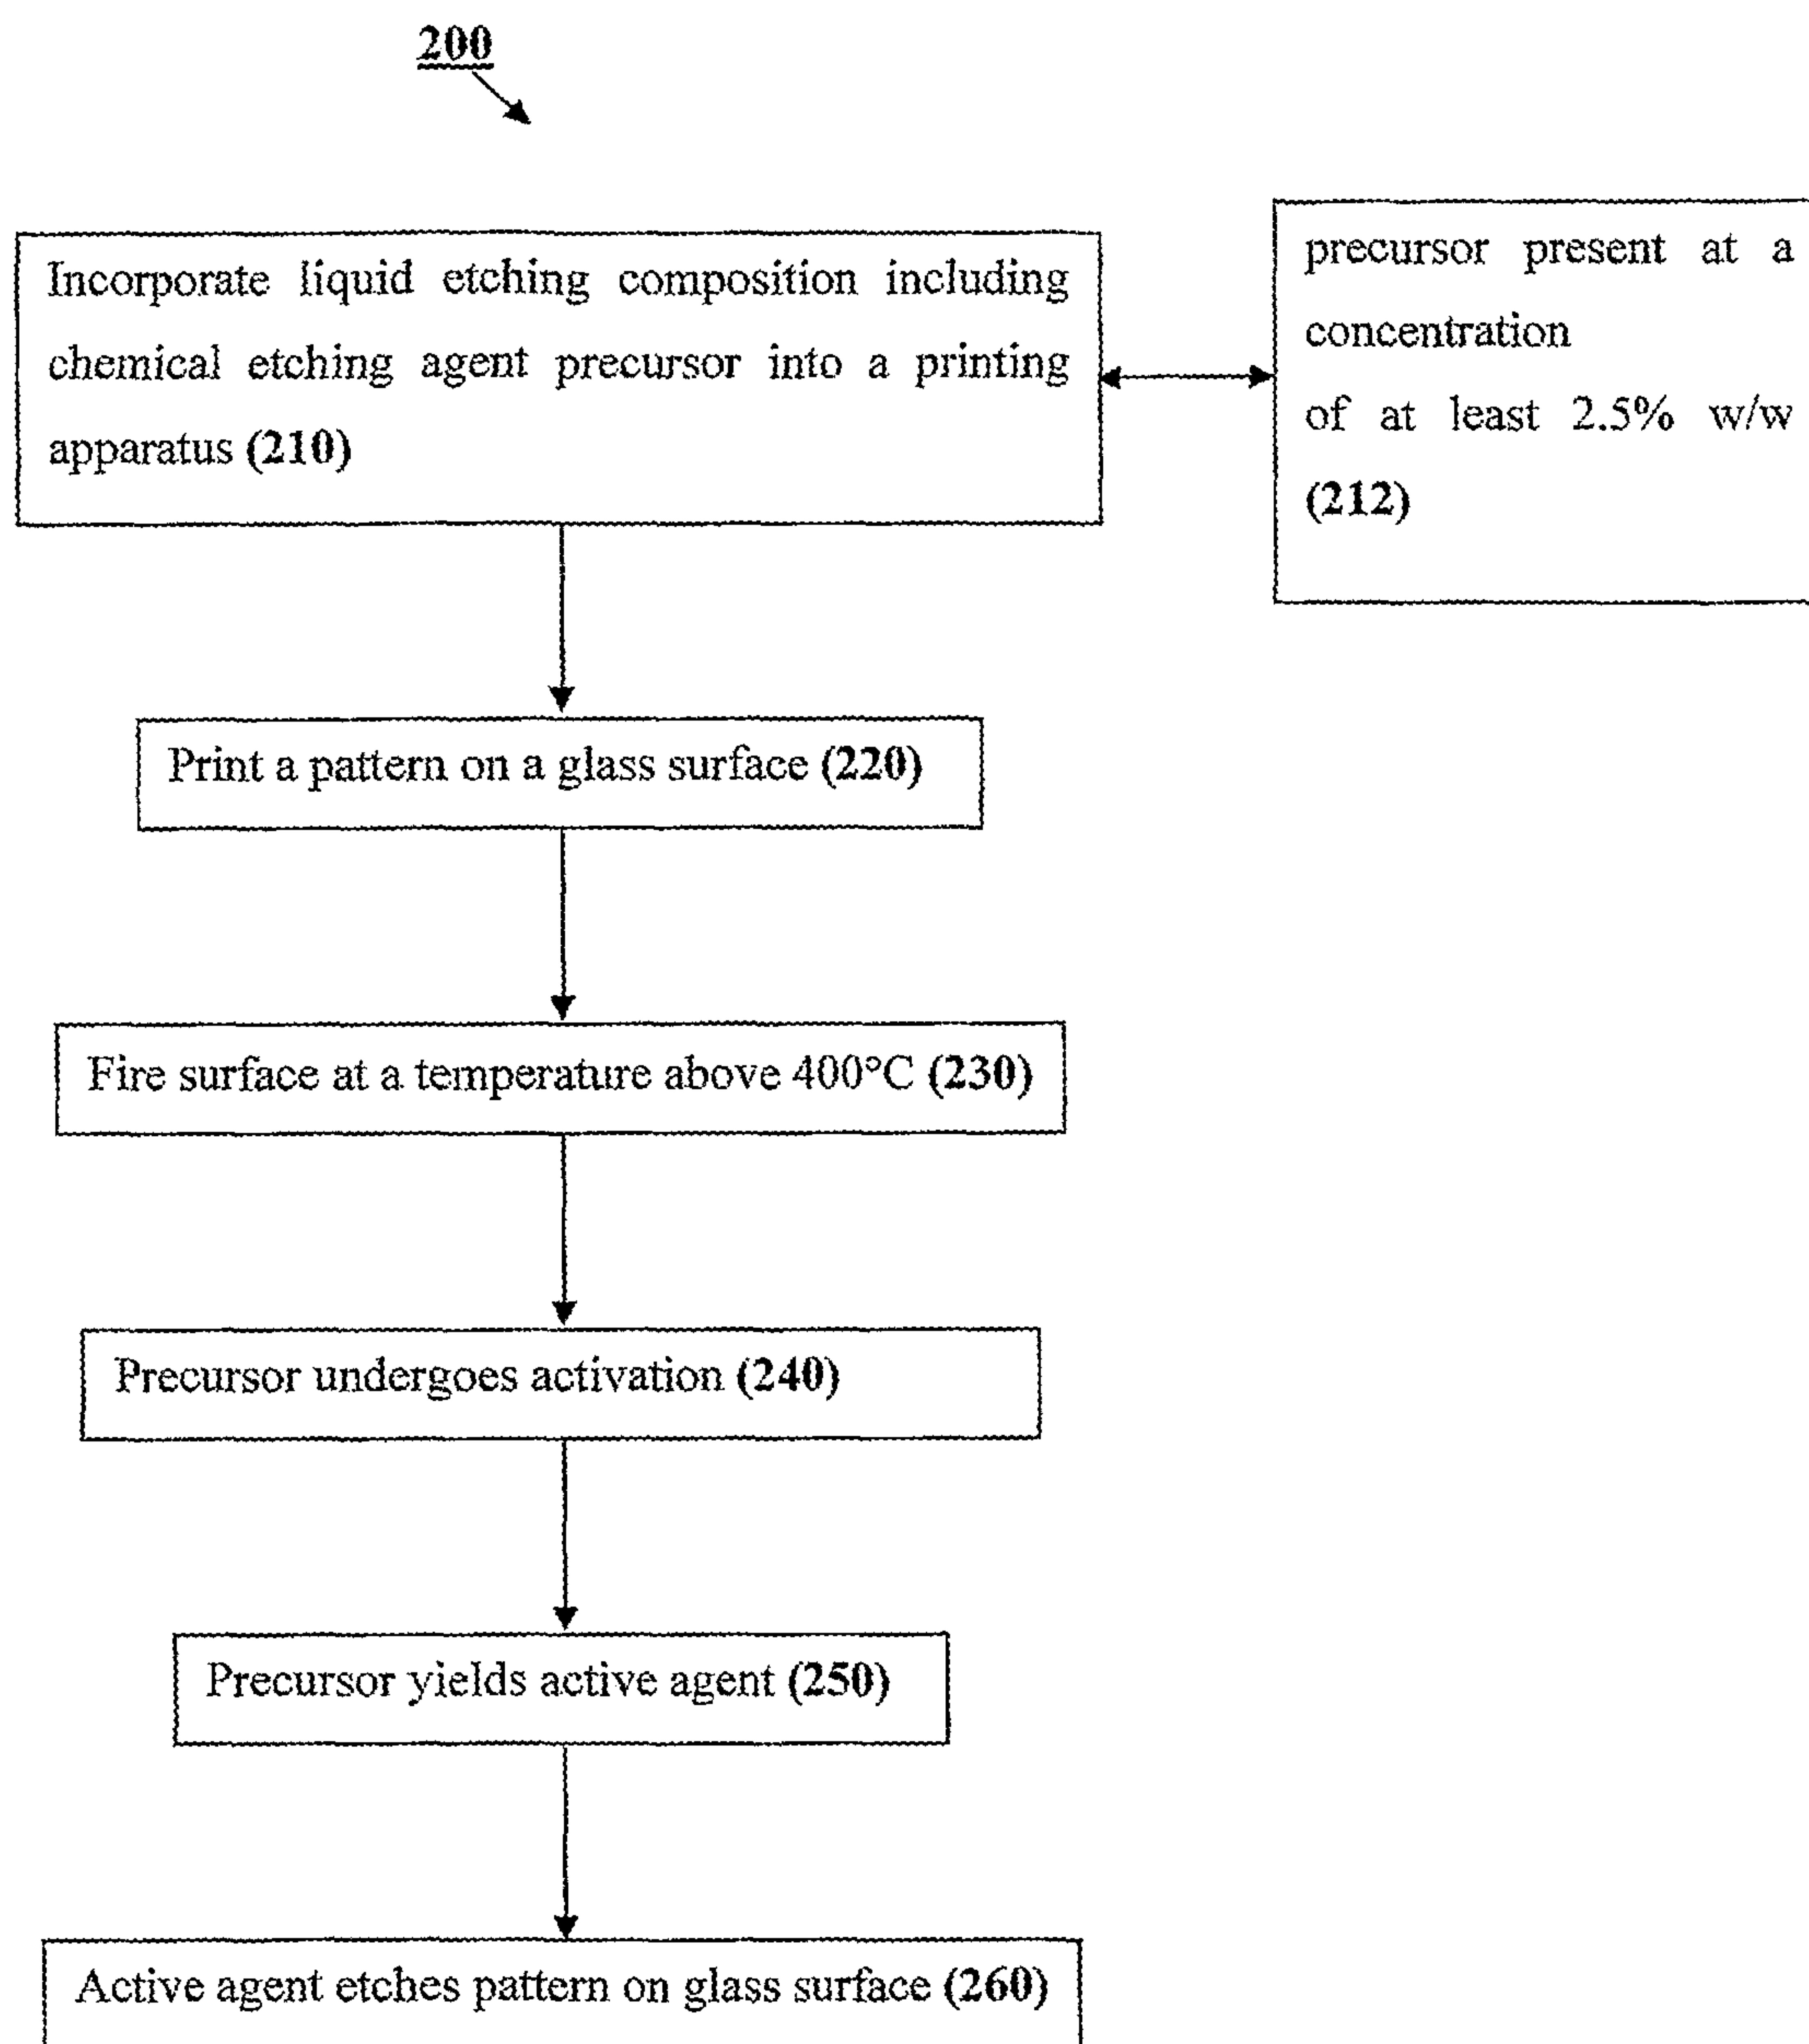 200
Incorporate liquid etching composition including
chemical etching agent precursor into a printing
apparatus (210)
precursor present at a
concentration
of at least 2.5% w/w
(212)
Print a pattern on a glass surface (220)
Fire surface at a temperature above 400°C (230)
Precursor undergoes activation (240)
Precursor yields active agent (250)
Active agent etches pattern on glass surface (260)